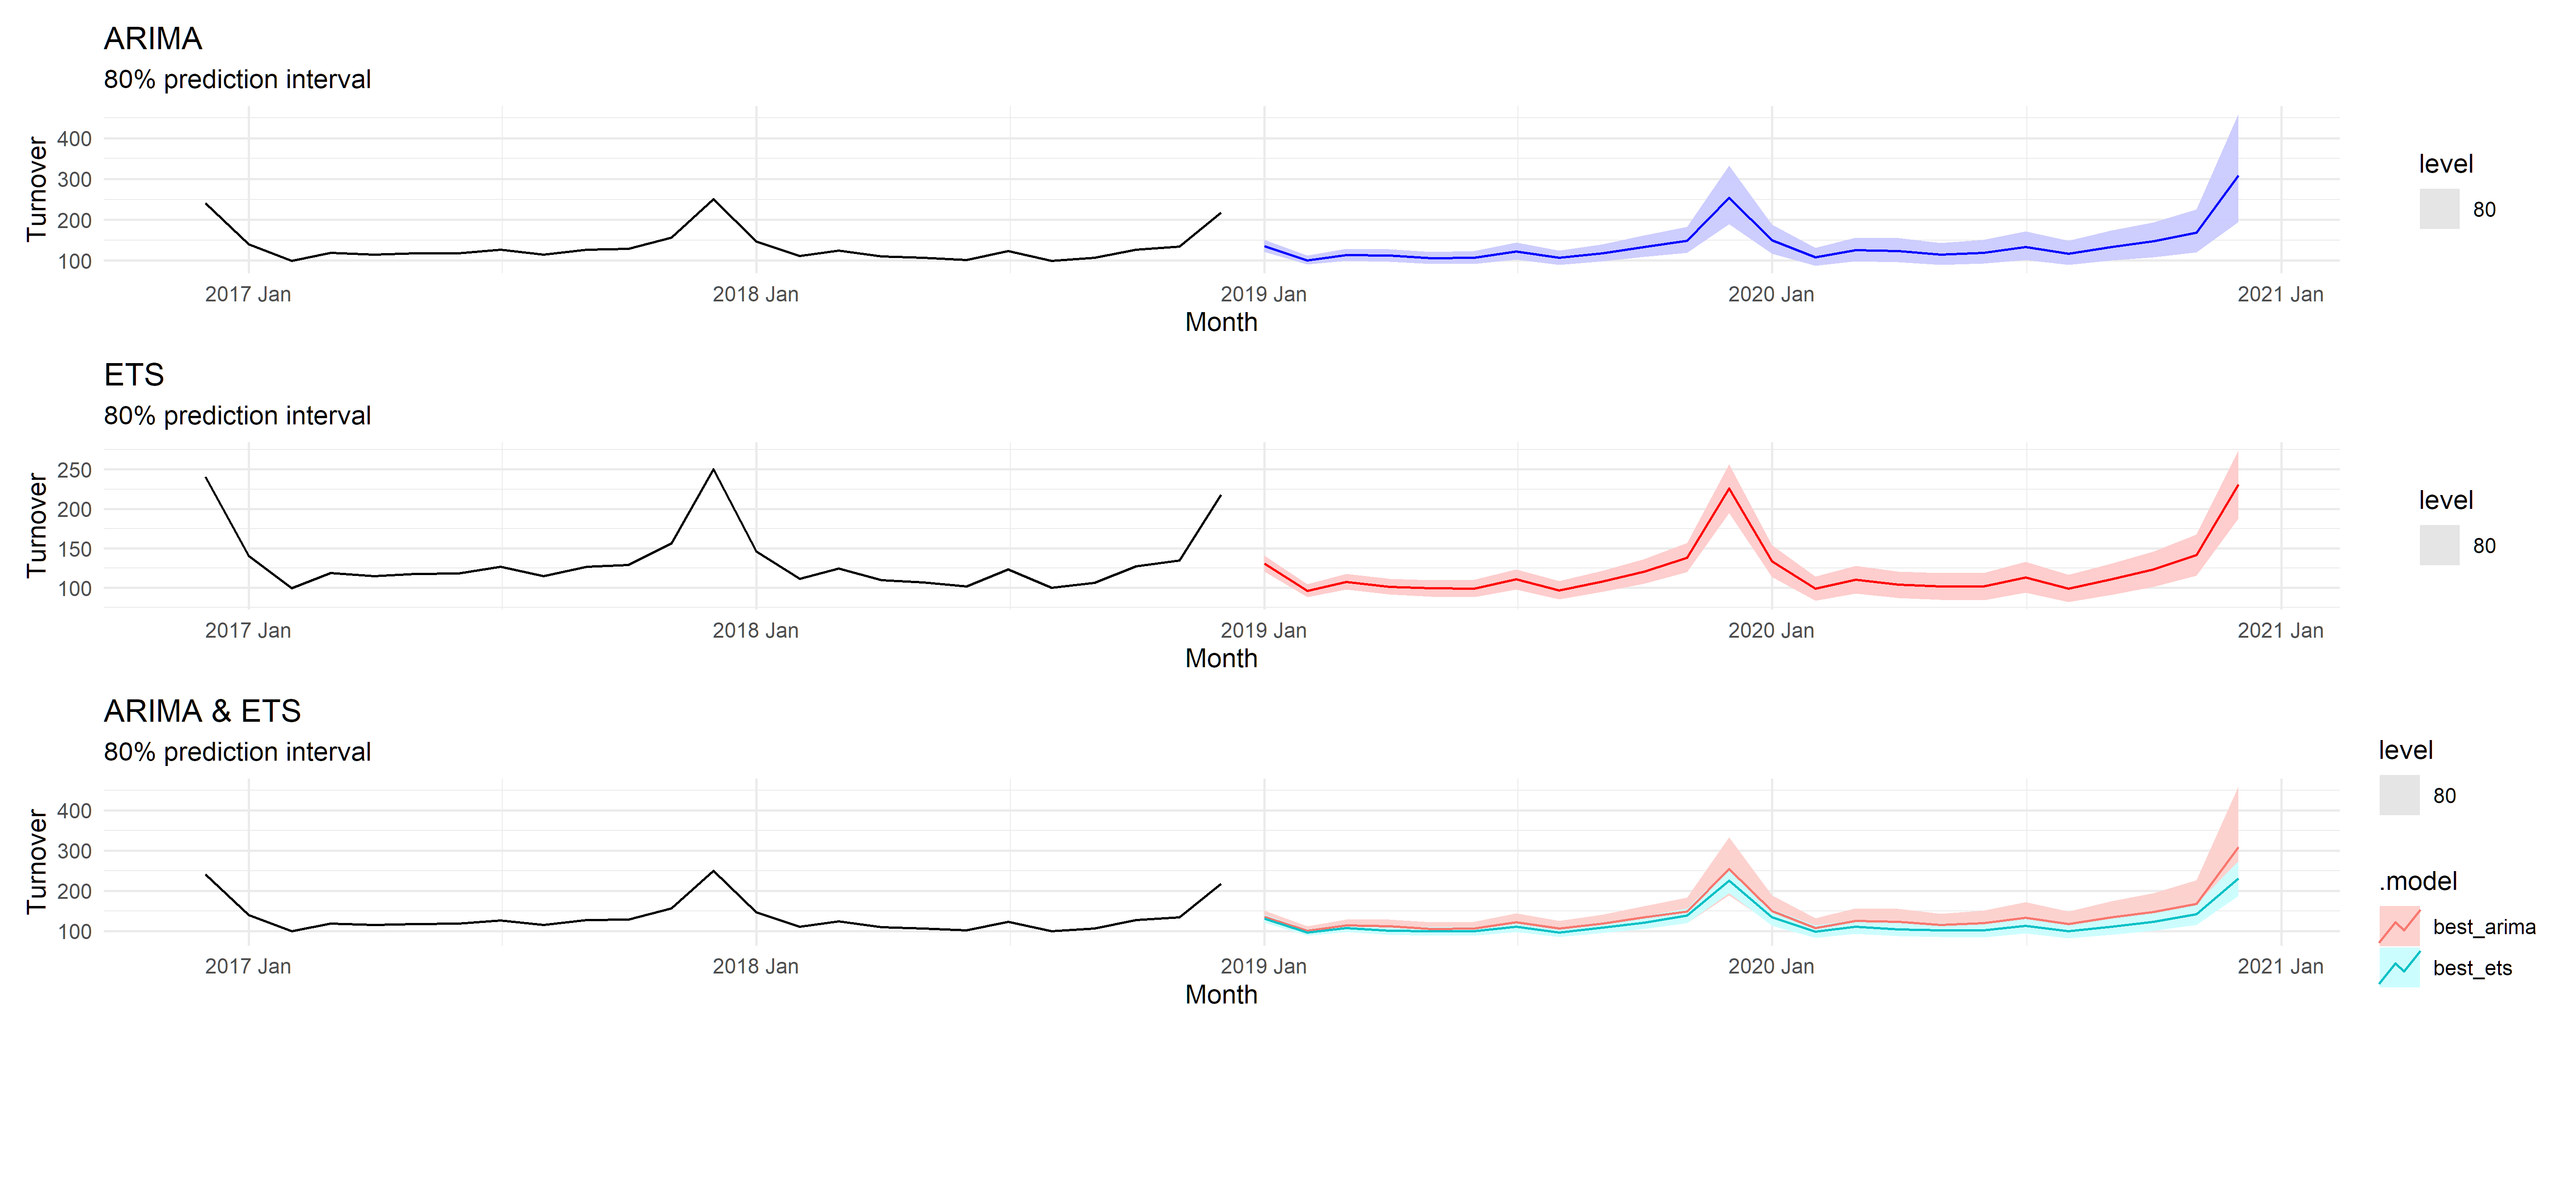 ARIMA
80% prediction interval
400
300
200
100
Turnover
2017 Jan 2018 Jan 2019 Jan 2020 Jan 2021 Jan
Month
level
80
ETS
80% prediction interval
250
200
150
100
Turnover
2017 Jan 2018 Jan 2019 Jan 2020 Jan 2021 Jan
Month
level
80
ARIMA & ETS
80% prediction interval
400
300
200
100
Turnover
2017 Jan 2018 Jan 2019 Jan 2020 Jan 2021 Jan
Month
level
80
.model
best_arima
best_ets